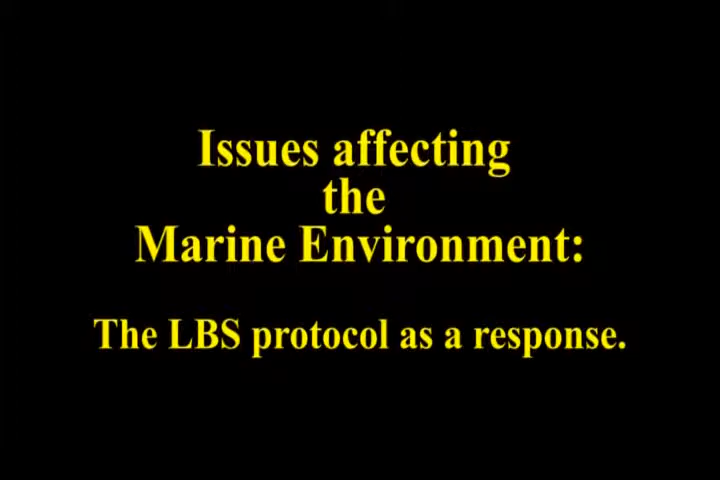 Issues affecting
the
Marine Environment:
The LBS protocol as a response.